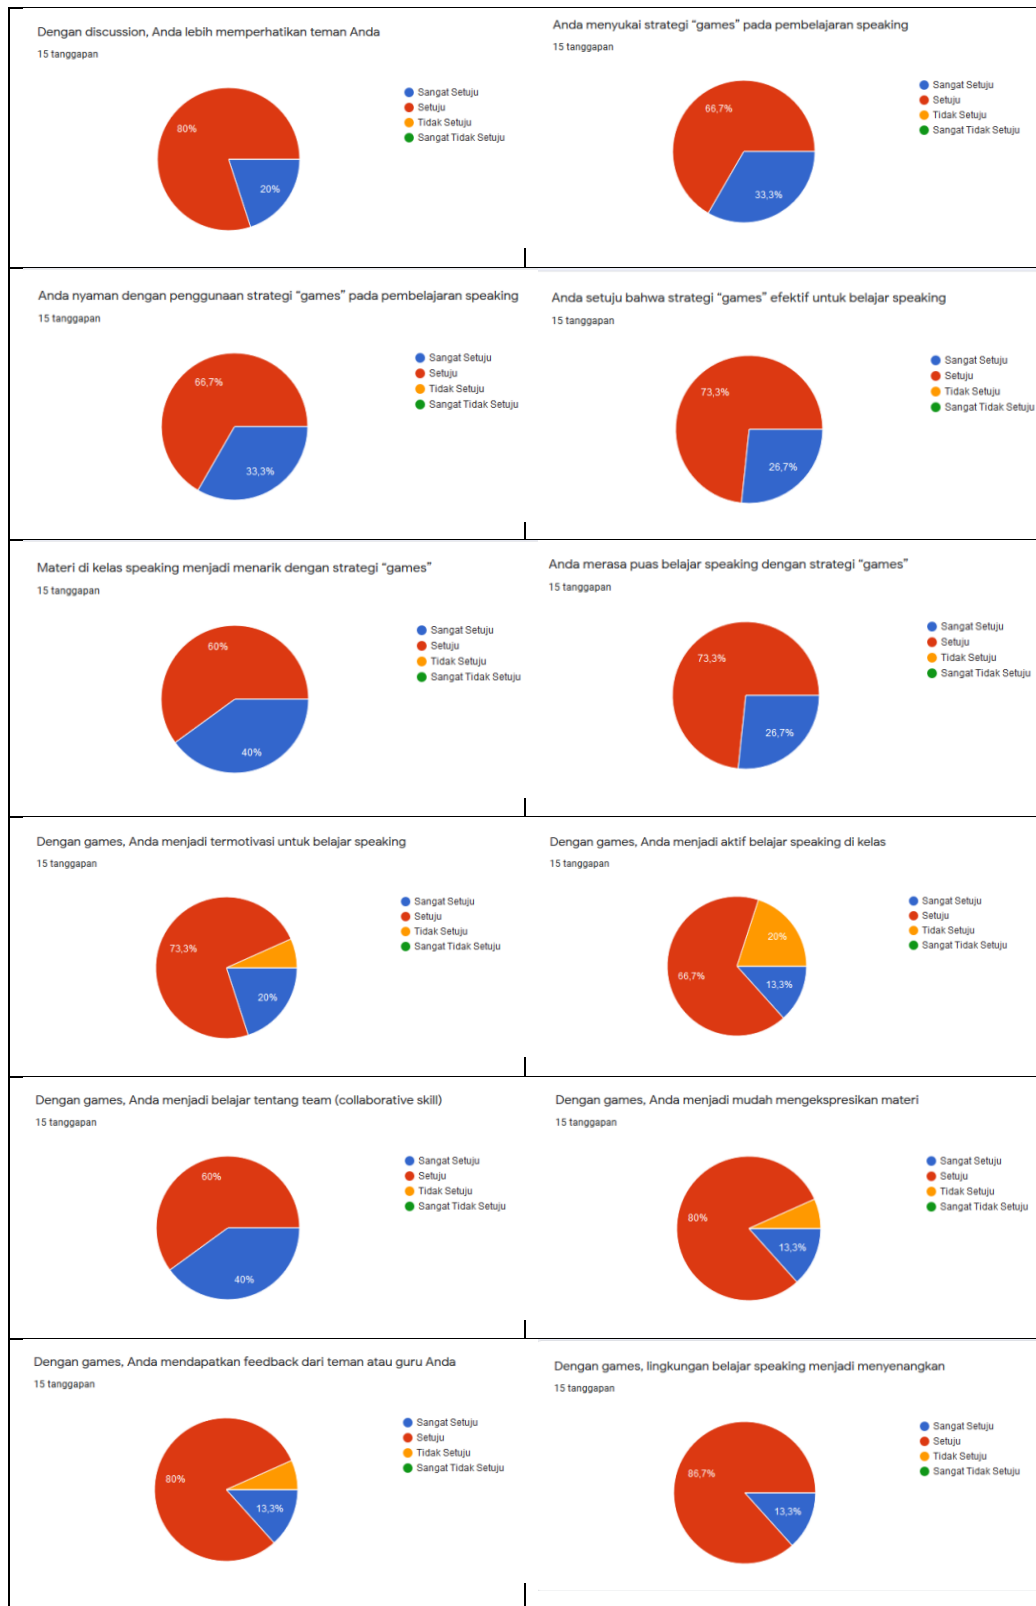 Dengan discussion, Anda lebih memperhatikan teman Anda
15 tanggapan
80%
20%
Sangat Setuju
Setuju
Tidak Setuju
Sangat Tidak Setuju
Anda menyukai strategi “games” pada pembelajaran speaking
15 tanggapan
66,7%
33,3%
Sangat Setuju
Setuju
Tidak Setuju
Sangat Tidak Setuju
Anda nyaman dengan penggunaan strategi “games” pada pembelajaran speaking
15 tanggapan
66,7%
33,3%
Sangat Setuju
Setuju
Tidak Setuju
Sangat Tidak Setuju
Anda setuju bahwa strategi “games” efektif untuk belajar speaking
15 tanggapan
73,3%
26,7%
Sangat Setuju
Setuju
Tidak Setuju
Sangat Tidak Setuju
Materi di kelas speaking menjadi menarik dengan strategi “games”
15 tanggapan
60%
40%
Sangat Setuju
Setuju
Tidak Setuju
Sangat Tidak Setuju
Anda merasa puas belajar speaking dengan strategi “games”
15 tanggapan
73,3%
26,7%
Sangat Setuju
Setuju
Tidak Setuju
Sangat Tidak Setuju
Dengan games, Anda menjadi termotivasi untuk belajar speaking
15 tanggapan
73,3%
20%
Sangat Setuju
Setuju
Tidak Setuju
Sangat Tidak Setuju
Dengan games, Anda menjadi aktif belajar speaking di kelas
15 tanggapan
20%
66,7%
13,3%
Sangat Setuju
Setuju
Tidak Setuju
Sangat Tidak Setuju
Dengan games, Anda menjadi belajar tentang team (collaborative skill)
15 tanggapan
60%
40%
Sangat Setuju
Setuju
Tidak Setuju
Sangat Tidak Setuju
Dengan games, Anda menjadi mudah mengekspresikan materi
15 tanggapan
80%
13,3%
Sangat Setuju
Setuju
Tidak Setuju
Sangat Tidak Setuju
Dengan games, Anda mendapatkan feedback dari teman atau guru Anda
15 tanggapan
80%
13,3%
Sangat Setuju
Setuju
Tidak Setuju
Sangat Tidak Setuju
Dengan games, lingkungan belajar speaking menjadi menyenangkan
15 tanggapan
86,7%
13,3%
Sangat Setuju
Setuju
Tidak Setuju
Sangat Tidak Setuju